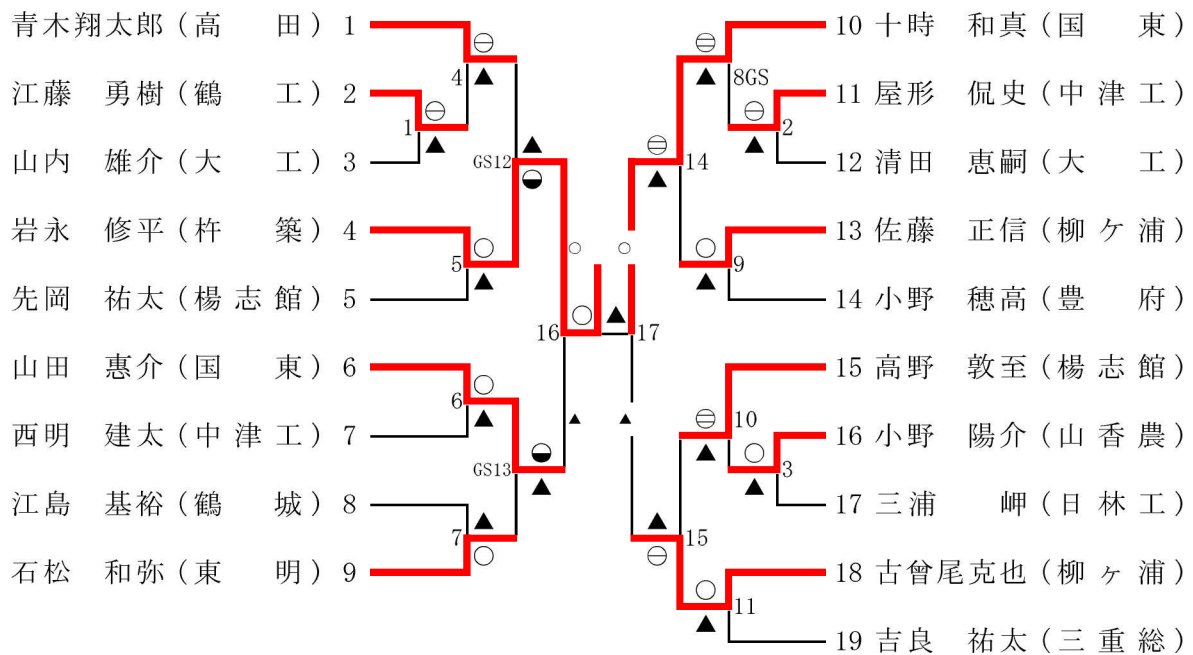 青木翔太郎(高 田) 1
江藤 勇樹(鶴 工) 2
山内 雄介(大 工) 3
岩永 修平(杵 築) 4
先岡 祐太(楊志館) 5
山田 惠介(国 東) 6
西明 建太(中津工) 7
江島 基裕(鶴 城) 8
石松 和弥(東 明) 9
4
1
GS12
5
16
6
GS13
7
8GS
2
14
9
17
10
3
15
11
10 十時 和真(国 東)
11 屋形 侃史(中津工)
12 清田 恵嗣(大 工)
13 佐藤 正信(柳ケ浦)
14 小野 穂高(豊 府)
15 高野 敦至(楊志館)
16 小野 陽介(山香農)
17 三浦 岬(日林工)
18 古曾尾克也(柳ヶ浦)
19 吉良 祐太(三重総)